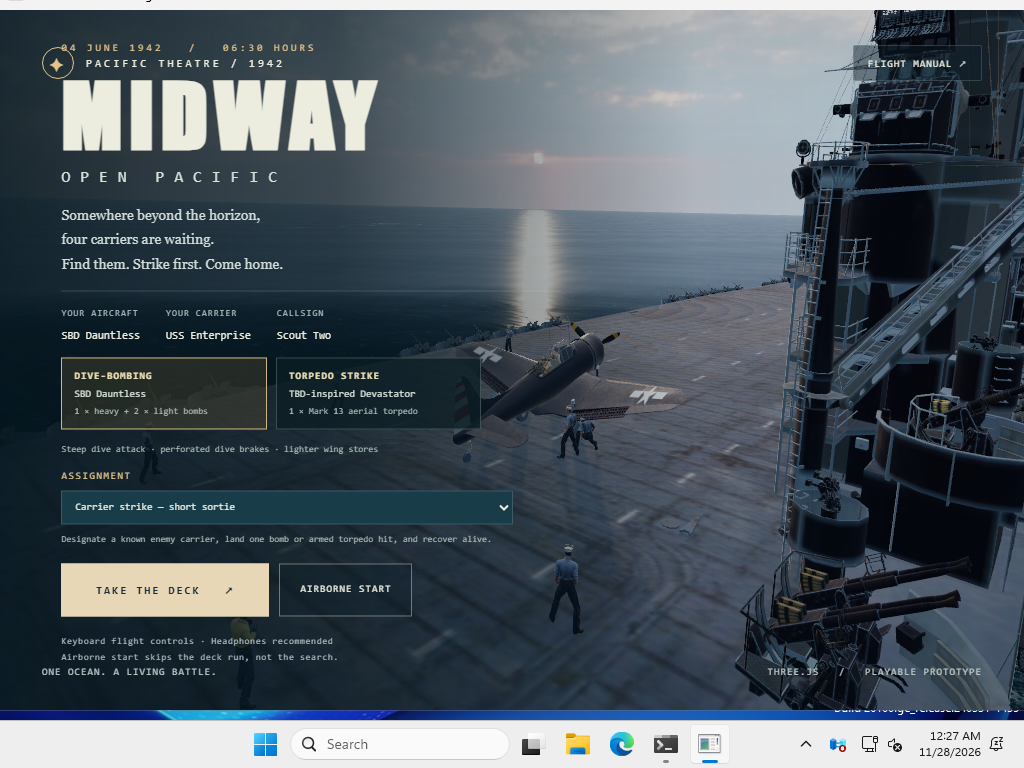 04 JUNE 1942 / 06:30 HOURS
PACIFIC THEATRE / 1942
FLIGHT MANUAL ↗
MIDWAY
OPEN PACIFIC
Somewhere beyond the horizon,
four carriers are waiting.
Find them. Strike first. Come home.
YOUR AIRCRAFT YOUR CARRIER CALLSIGN
SBD Dauntless USS Enterprise Scout Two
DIVE-BOMBING
SBD Dauntless
1 × heavy + 2 × light bombs
TORPEDO STRIKE
TBD-inspired Devastator
1 × Mark 13 aerial torpedo
Steep dive attack · perforated dive brakes · lighter wing stores
ASSIGNMENT
Carrier strike — short sortie
Designate a known enemy carrier, land one bomb or armed torpedo hit, and recover alive.
TAKE THE DECK ↗
AIRBORNE START
Keyboard flight controls · Headphones recommended
Airborne start skips the deck run, not the search.
ONE OCEAN. A LIVING BATTLE.
THREE.JS / PLAYABLE PROTOTYPE
Search
12:27 AM
11/28/2026